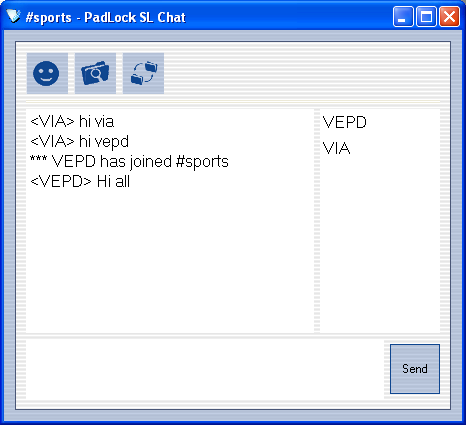 #sports - PadLock SL Chat
<VIA> hi via
<VIA> hi vepd
*** VEPD has joined #sports
<VEPD> Hi all
VEPD
VIA
Send